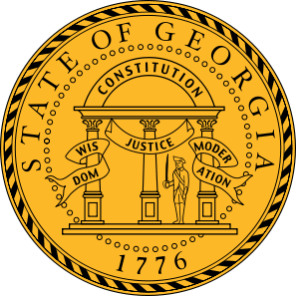 STATE OF GEORGIA
CONSTITUTION
WIS
DOM
JUSTICE
MODER
ATION
1776